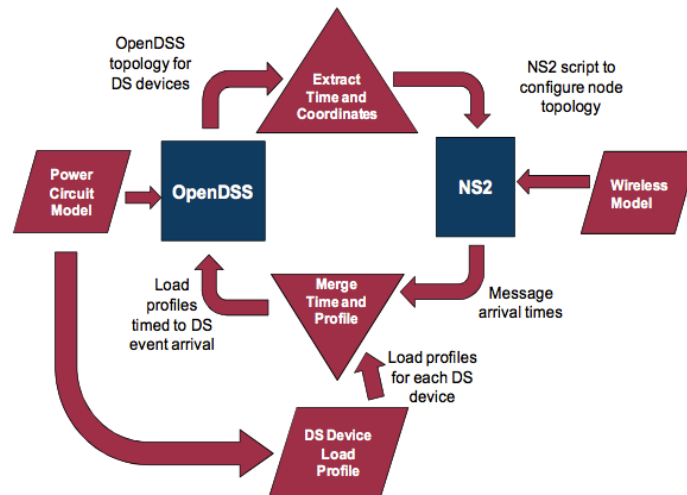 OpenDSS
topology for
DS devices
Extract
Time and
Coordinates
NS2 script to
configure node
topology
Power
Circuit
Model
OpenDSS
NS2
Wireless
Model
Load
profiles
timed to DS
event arrival
Merge
Time and
Profile
Message
arrival times
Load profiles
for each DS
device
DS Device
Load
Profile